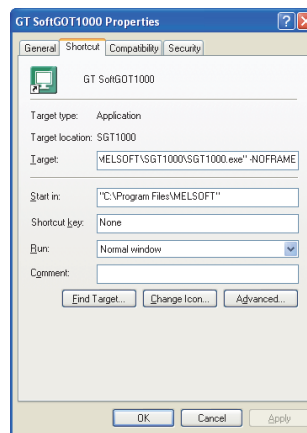 GT SoftGOT1000 Properties
General Shortcut Compatibility Security
GT SoftGOT1000
Target type: Application
Target location: SGT1000
Target: MELSOFT\SGT1000\SGT1000.exe" -NOFRAME
Start in: "C:\Program Files\MELSOFT"
Shortcut key: None
Run: Normal window
Comment:
Find Target... Change Icon... Advanced...
OK Cancel Apply